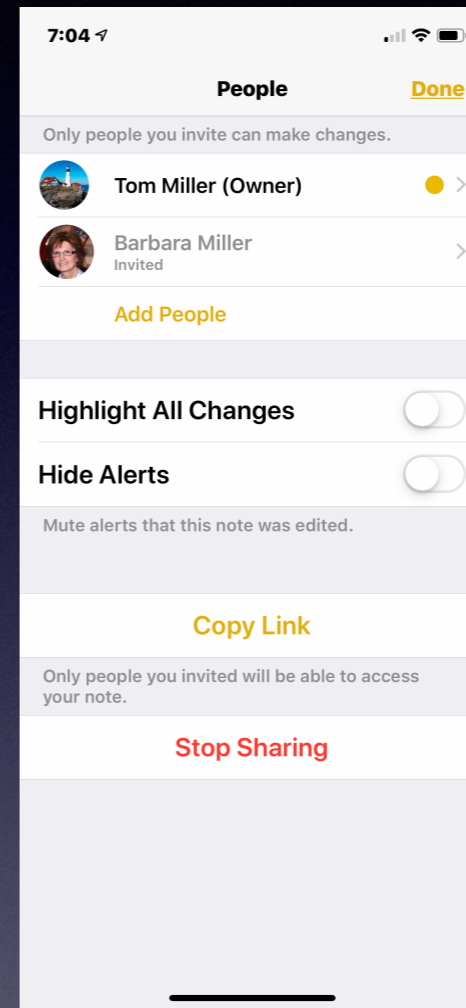 7:04
People
Done
Only people you invite can make changes.
Tom Miller (Owner)
Barbara Miller
Invited
Add People
Highlight All Changes
Hide Alerts
Mute alerts that this note was edited.
Copy Link
Only people you invited will be able to access
your note.
Stop Sharing